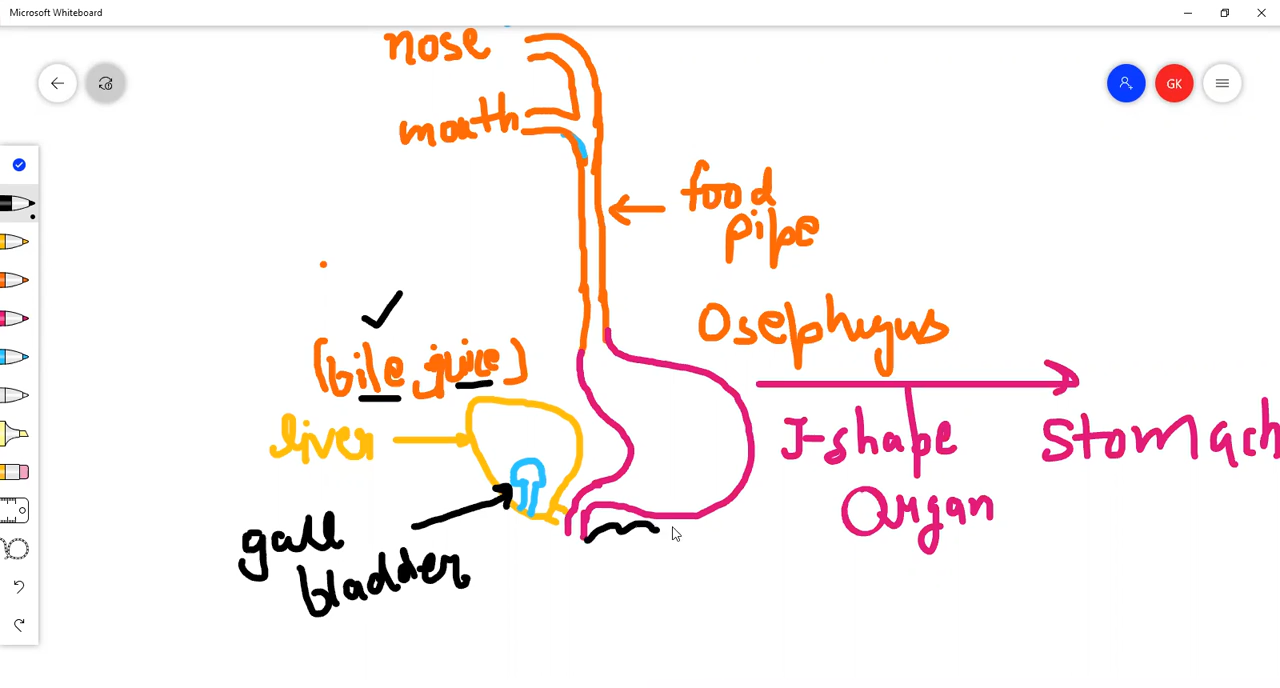 Microsoft Whiteboard
nose
mouth
GK
food
pipe
Osephygus
(bile juice)
liver
J-shape
Organ
Stomach
gall
bladder